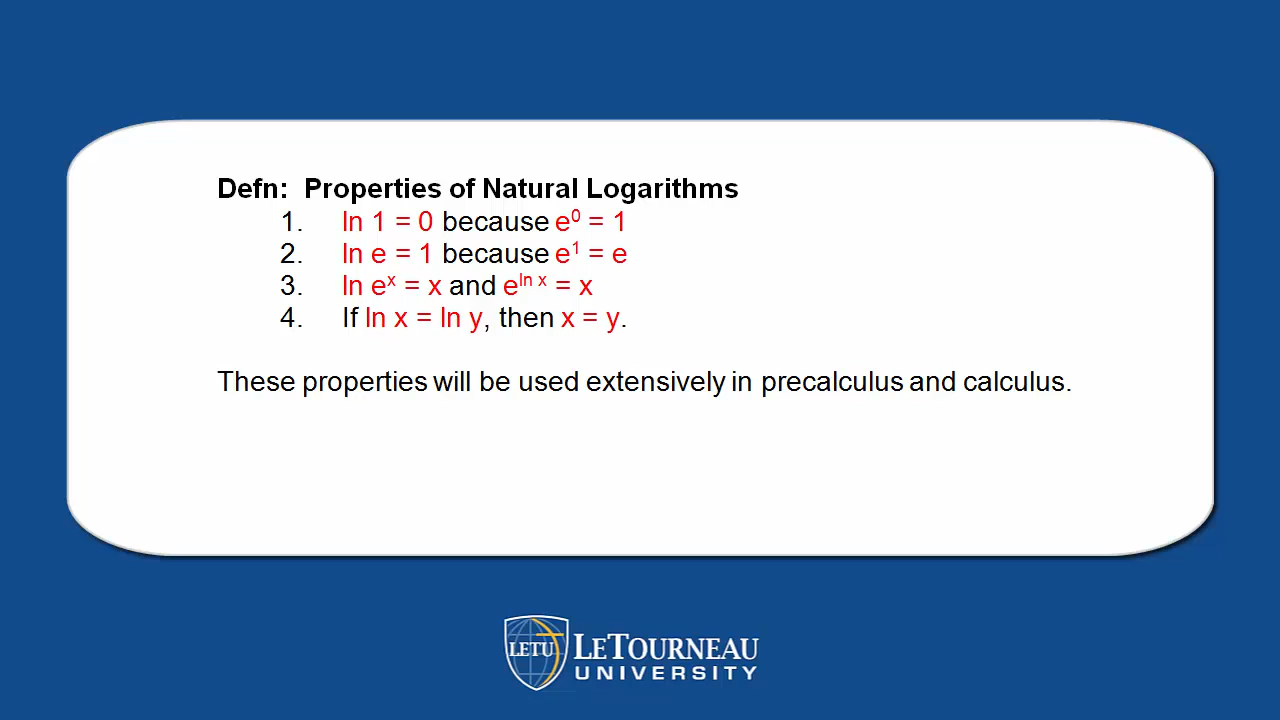 Defn: Properties of Natural Logarithms
1. ln 1 = 0 because e⁰ = 1
2. ln e = 1 because e¹ = e
3. ln eˣ = x and e^(ln x) = x
4. If ln x = ln y, then x = y.
These properties will be used extensively in precalculus and calculus.
LETU
LETOURNEAU
UNIVERSITY